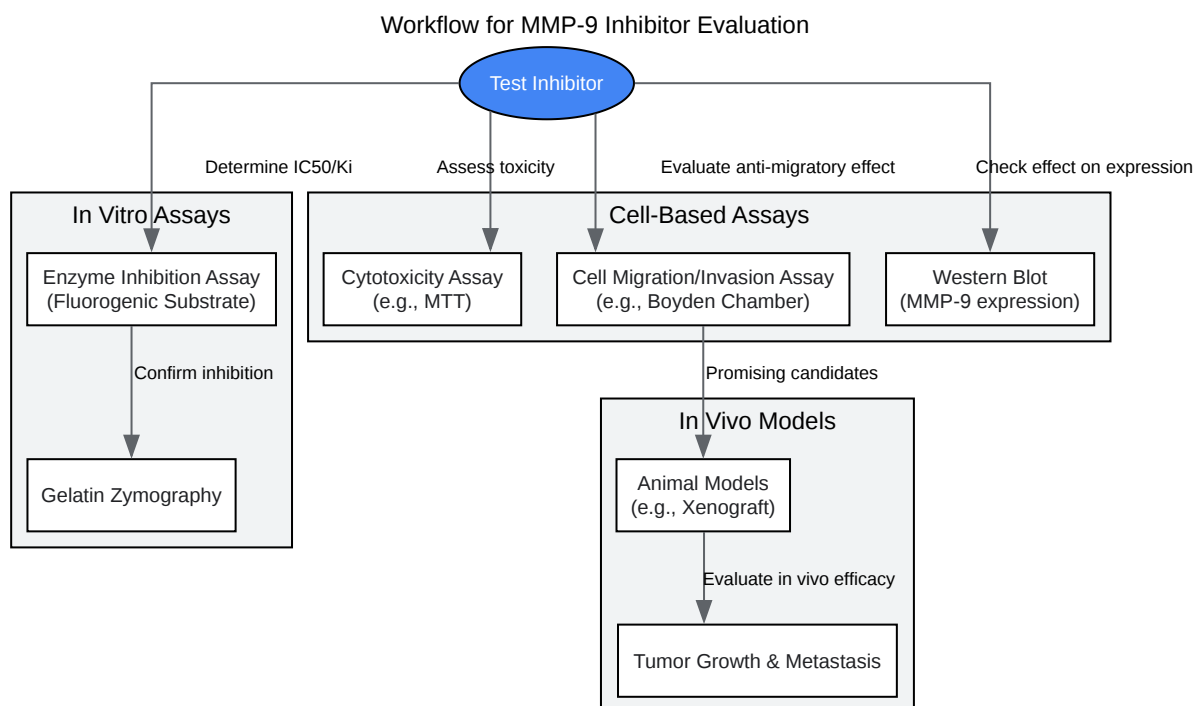 Workflow for MMP-9 Inhibitor Evaluation
Test Inhibitor
Determine IC50/Ki
Assess toxicity
Evaluate anti-migratory effect
Check effect on expression
In Vitro Assays
Cell-Based Assays
Enzyme Inhibition Assay
(Fluorogenic Substrate)
Cytotoxicity Assay
(e.g., MTT)
Cell Migration/Invasion Assay
(e.g., Boyden Chamber)
Western Blot
(MMP-9 expression)
Confirm inhibition
Promising candidates
In Vivo Models
Gelatin Zymography
Animal Models
(e.g., Xenograft)
Evaluate in vivo efficacy
Tumor Growth & Metastasis